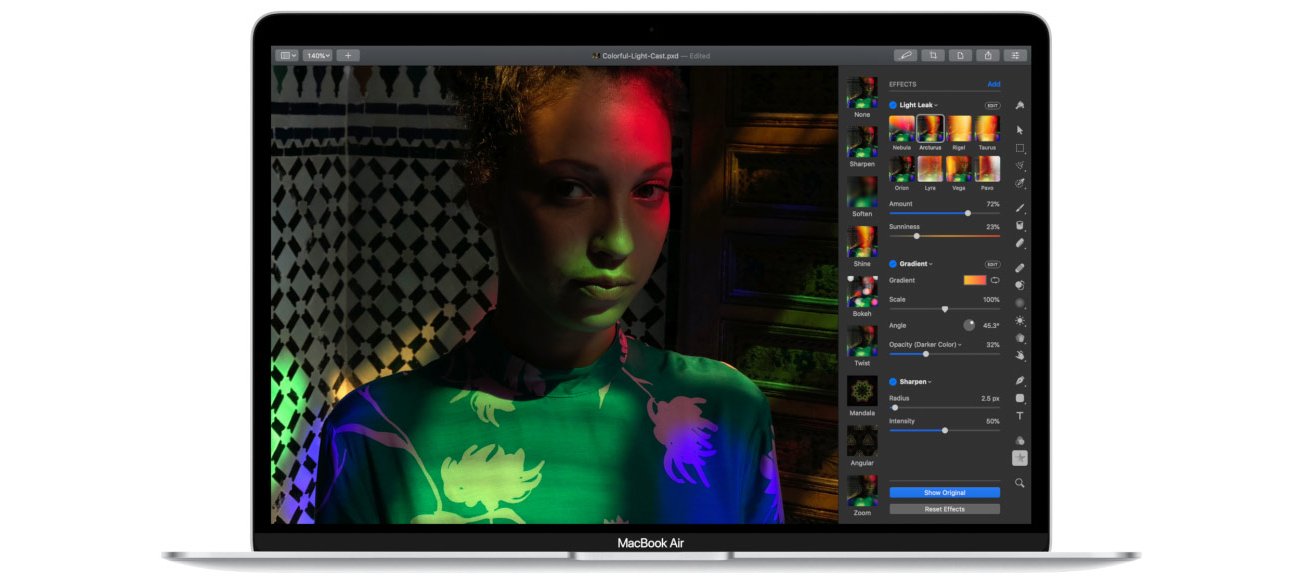 140%
Colorful-Light-Cast.pxd — Edited
None
Sharpen
Soften
Shine
Bokeh
Twist
Mandala
Angular
Zoom
EFFECTS Add
Light Leak EDIT
Nebula Arcturus Rigel Taurus
Orion Lyra Vega Pavo
Amount 72%
Sunniness 23%
Gradient EDIT
Gradient
Scale 100%
Angle 45.3°
Opacity (Darker Color) 32%
Sharpen
Radius 2.5 px
Intensity 50%
Show Original
Reset Effects
T
MacBook Air